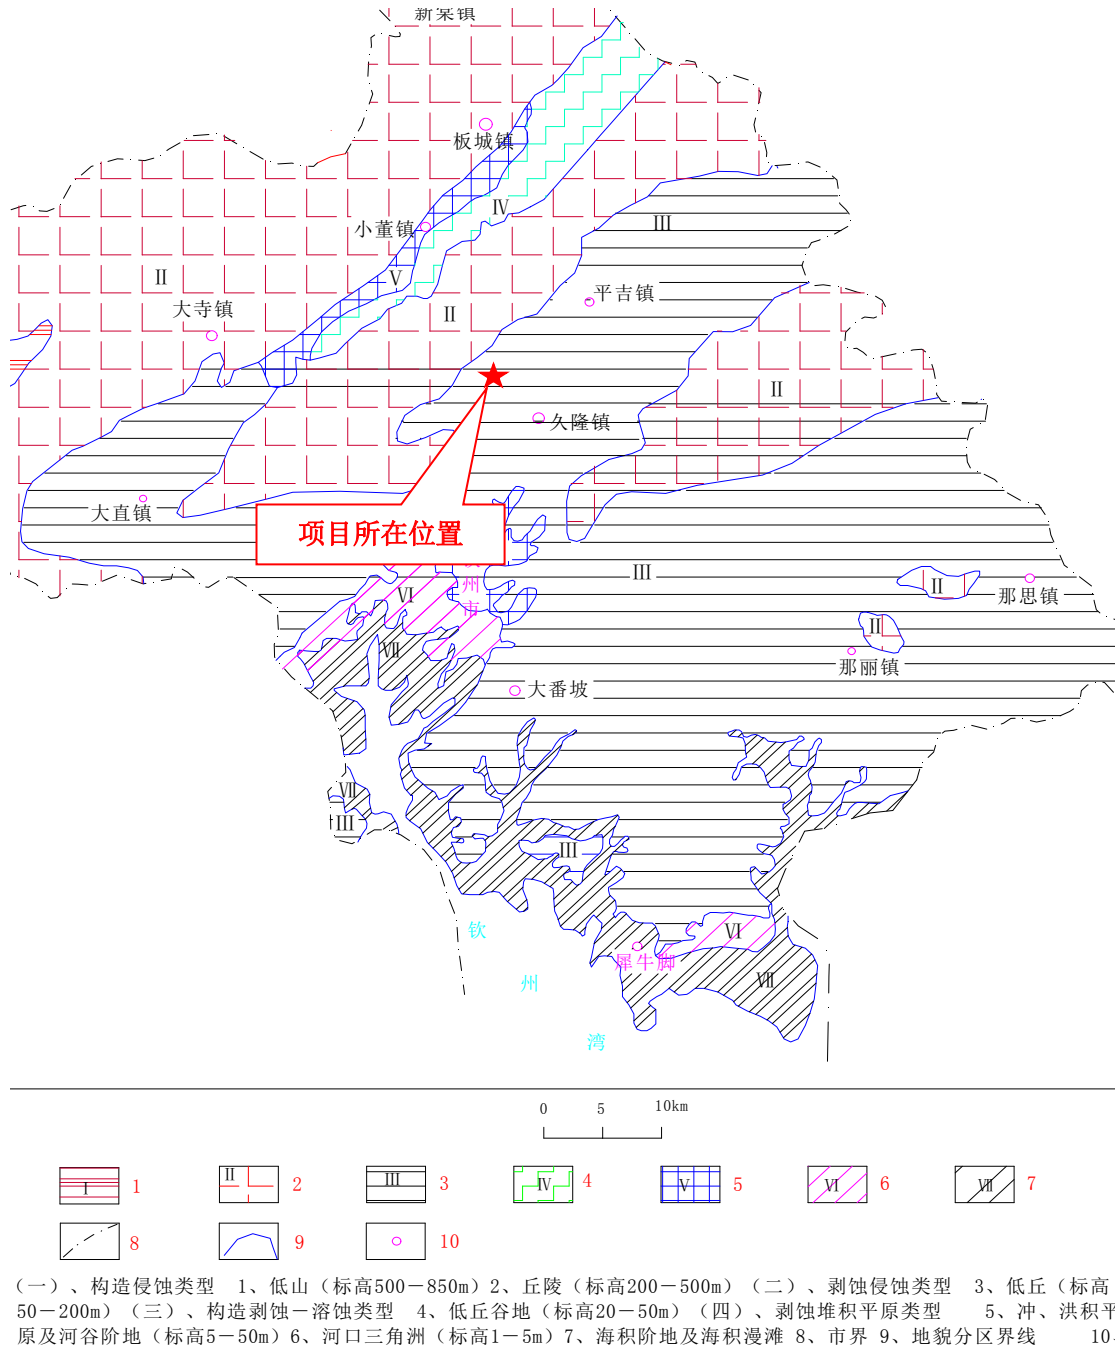 新棠镇
板城镇
Ⅳ
小董镇
Ⅲ
Ⅱ
Ⅴ
平吉镇
大寺镇
Ⅱ
Ⅱ
久隆镇
大直镇
项目所在位置
州
市
Ⅵ
Ⅲ
Ⅱ
那思镇
Ⅱ
Ⅶ
那丽镇
大番坡
Ⅶ
Ⅲ
Ⅲ
钦
Ⅵ
犀牛脚
州
Ⅶ
湾
0 5 10km
Ⅰ 1
Ⅱ 2
Ⅲ 3
Ⅳ 4
Ⅴ 5
Ⅵ 6
Ⅶ 7
8
9
10
（一）、构造侵蚀类型 1、低山（标高500－850m）2、丘陵（标高200－500m）（二）、剥蚀侵蚀类型 3、低丘（标高
50－200m）（三）、构造剥蚀－溶蚀类型 4、低丘谷地（标高20－50m）（四）、剥蚀堆积平原类型 5、冲、洪积平
原及河谷阶地（标高5－50m）6、河口三角洲（标高1－5m）7、海积阶地及海积漫滩 8、市界 9、地貌分区界线 10